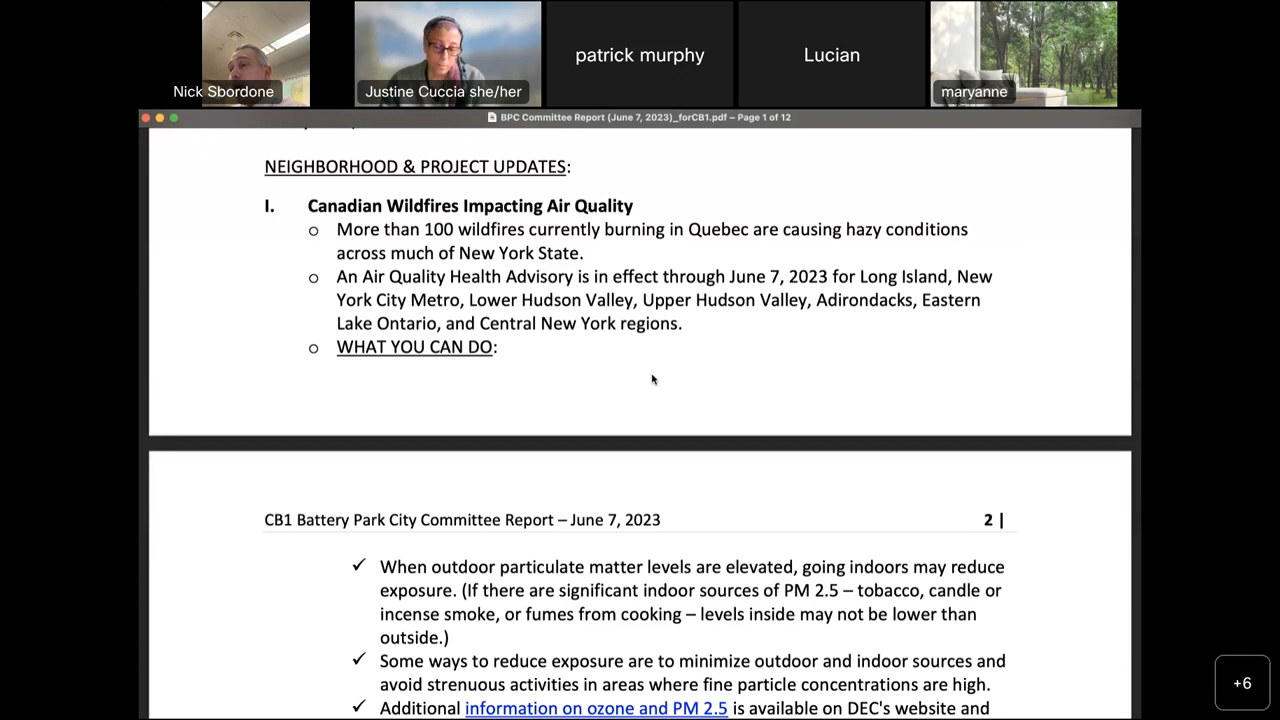 Nick Sbordone
Justine Cuccia she/her
patrick murphy
Lucian
maryanne
BPC Committee Report (June 7, 2023)_forCB1.pdf – Page 1 of 12
NEIGHBORHOOD & PROJECT UPDATES:
I. Canadian Wildfires Impacting Air Quality
o More than 100 wildfires currently burning in Quebec are causing hazy conditions
across much of New York State.
o An Air Quality Health Advisory is in effect through June 7, 2023 for Long Island, New
York City Metro, Lower Hudson Valley, Upper Hudson Valley, Adirondacks, Eastern
Lake Ontario, and Central New York regions.
o WHAT YOU CAN DO:
CB1 Battery Park City Committee Report – June 7, 2023 2 |
✓ When outdoor particulate matter levels are elevated, going indoors may reduce
exposure. (If there are significant indoor sources of PM 2.5 – tobacco, candle or
incense smoke, or fumes from cooking – levels inside may not be lower than
outside.)
✓ Some ways to reduce exposure are to minimize outdoor and indoor sources and
avoid strenuous activities in areas where fine particle concentrations are high.
✓ Additional information on ozone and PM 2.5 is available on DEC's website and
+6